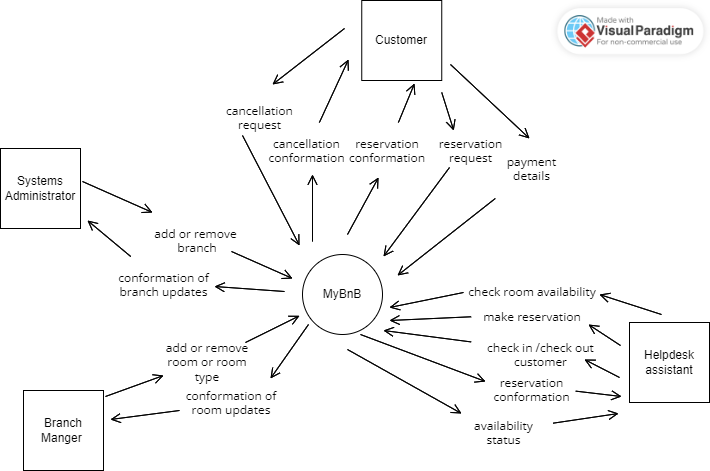 Made with
Visual Paradigm
For non-commercial use
Customer
cancellation
request
cancellation
conformation
reservation
conformation
reservation
request
payment
details
Systems
Administrator
add or remove
branch
conformation of
branch updates
MyBnB
check room availability
make reservation
check in /check out
customer
reservation
conformation
availability
status
Helpdesk
assistant
add or remove
room or room
type
conformation of
room updates
Branch
Manger